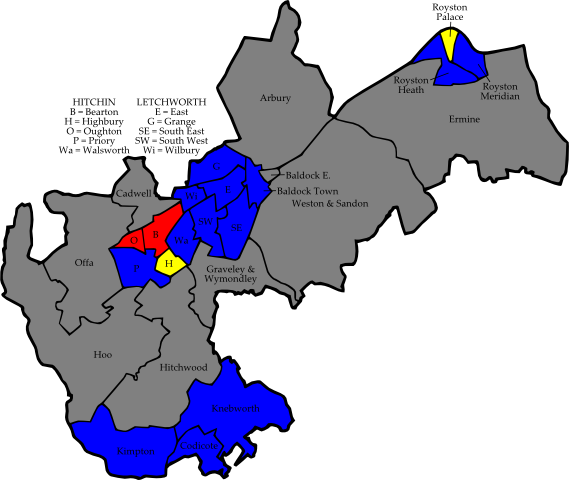 Royston
Palace
Royston
Heath
Royston
Meridian
Arbury
Ermine
HITCHIN
B = Bearton
H = Highbury
O = Oughton
P = Priory
Wa = Walsworth
LETCHWORTH
E = East
G = Grange
SE = South East
SW = South West
Wi = Wilbury
G
Baldock E.
Baldock Town
Weston & Sandon
Cadwell
Wi
E
SW
SE
O
B
Wa
H
P
Offa
Graveley &
Wymondley
Hoo
Hitchwood
Knebworth
Kimpton
Codicote